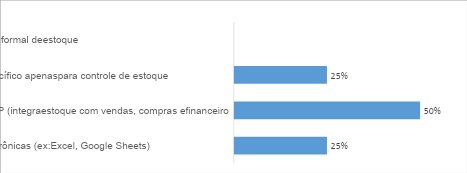 formal deestoque
cífico apenaspara controle de estoque 25%
P (integraestoque com vendas, compras efinanceiro 50%
rônicas (ex:Excel, Google Sheets) 25%